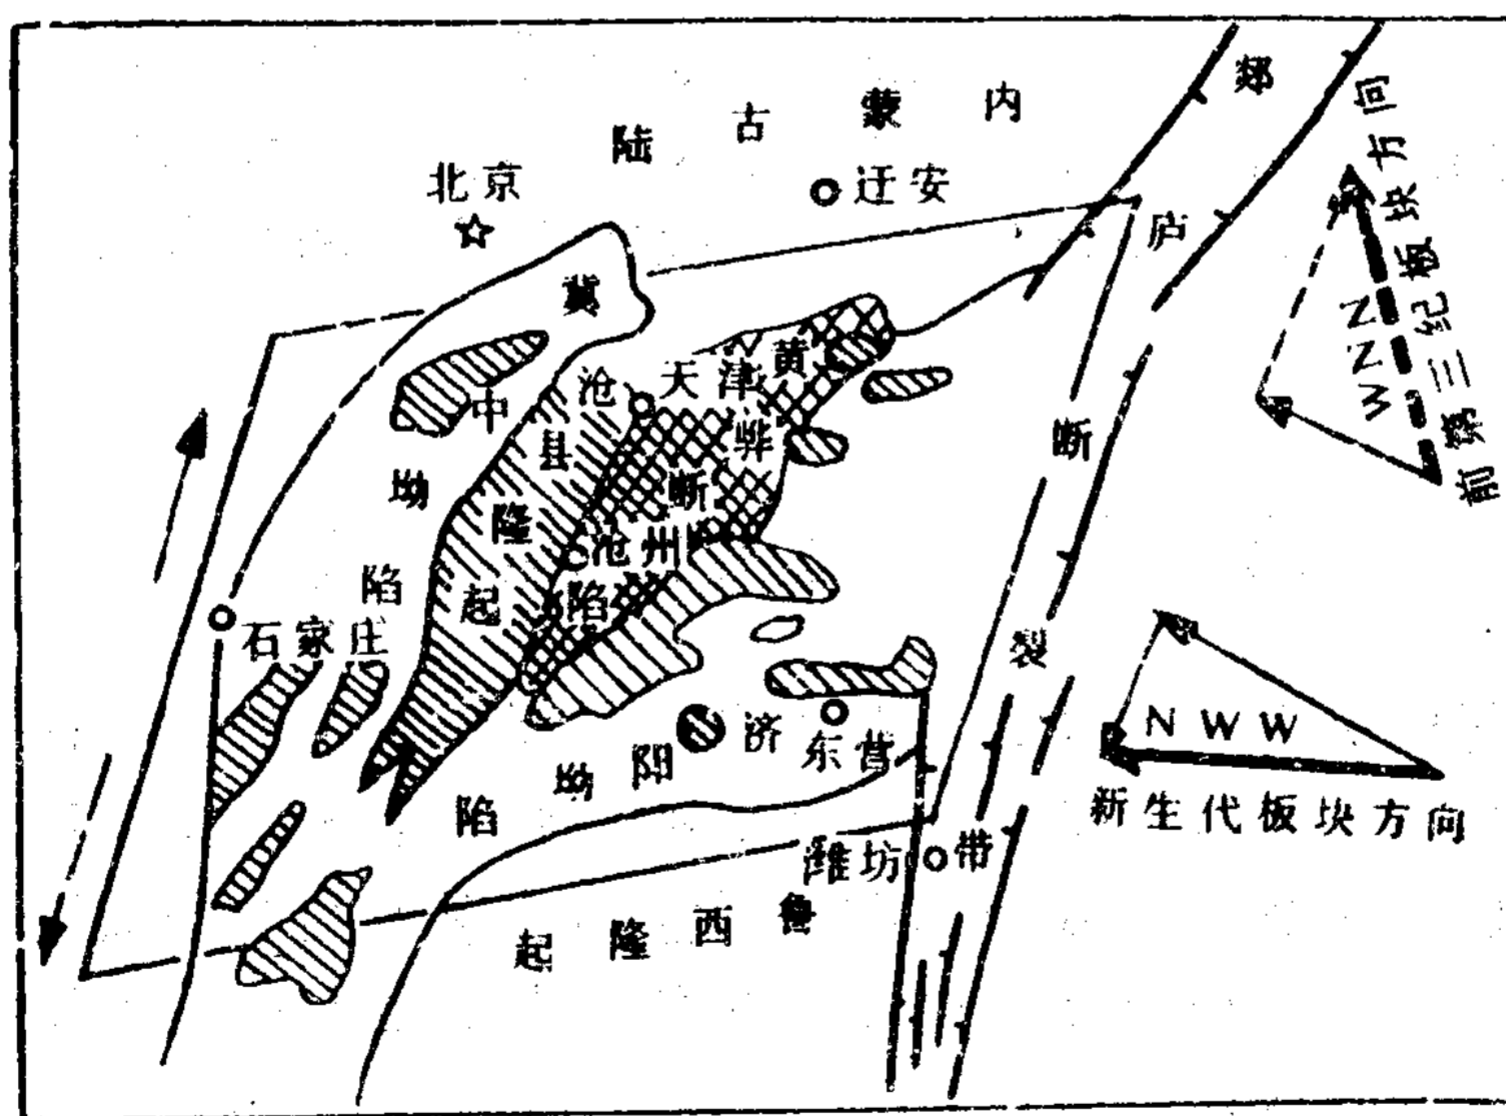 内蒙古陆
北京
迁安
郯庐断裂带
冀中坳陷
沧县隆起
天津
黄骅断陷
沧州
石家庄
济阳坳陷
东营
潍坊
鲁西隆起
NWW
新生代板块方向
NNW
前第三纪板块方向